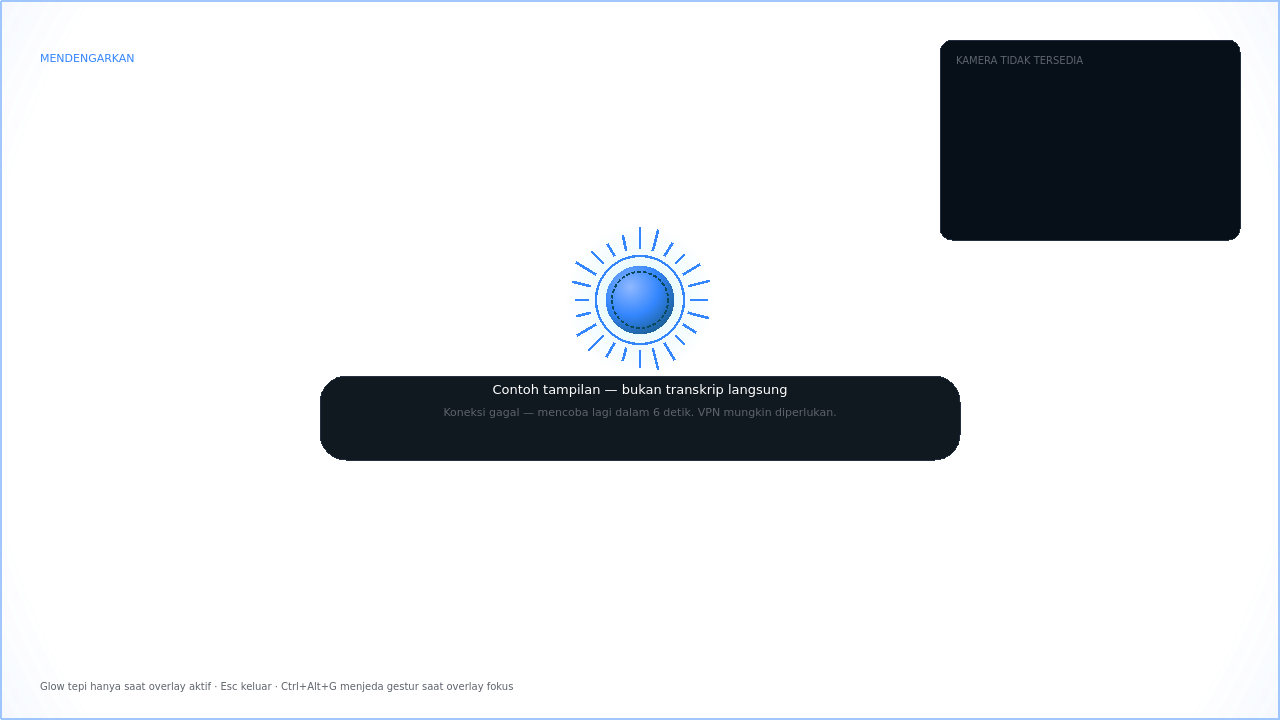 MENDENGARKAN
KAMERA TIDAK TERSEDIA
Contoh tampilan — bukan transkrip langsung
Koneksi gagal — mencoba lagi dalam 6 detik. VPN mungkin diperlukan.
Glow tepi hanya saat overlay aktif · Esc keluar · Ctrl+Alt+G menjeda gestur saat overlay fokus